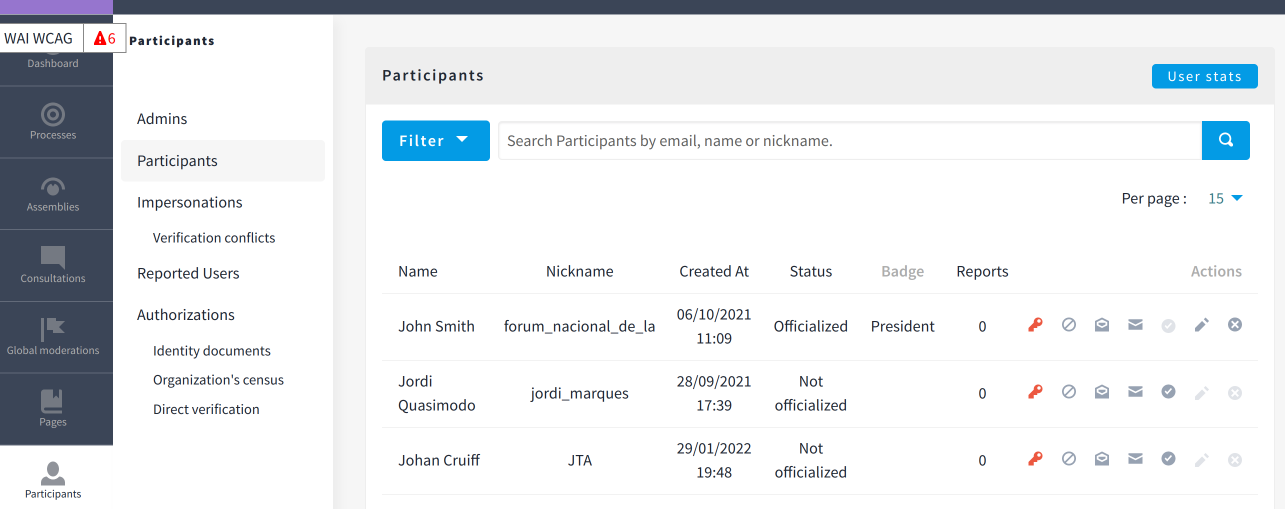 WAI WCAG 6
Dashboard
Processes
Assemblies
Consultations
Global moderations
Pages
Participants
Participants
Admins
Participants
Impersonations
Verification conflicts
Reported Users
Authorizations
Identity documents
Organization's census
Direct verification
Participants
User stats
Filter
Search Participants by email, name or nickname.
Per page : 15
Name Nickname Created At Status Badge Reports Actions
John Smith forum_nacional_de_la 06/10/2021 11:09 Officialized President 0
Jordi Quasimodo jordi_marques 28/09/2021 17:39 Not officialized 0
Johan Cruiff JTA 29/01/2022 19:48 Not officialized 0